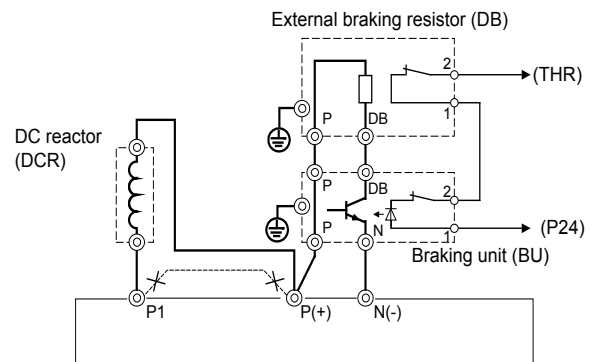 External braking resistor (DB)
2
(THR)
P
DB
1
DC reactor
(DCR)
P
DB
2
P
N
(P24)
1
Braking unit (BU)
P1
P(+)
N(-)